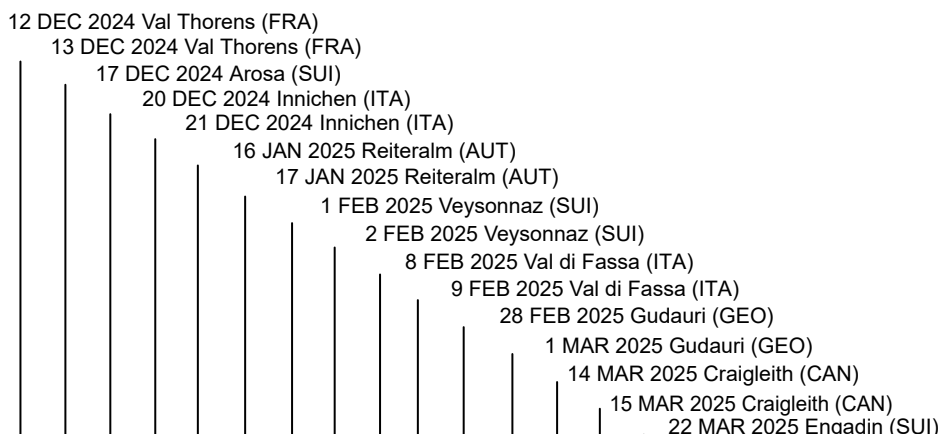 12 DEC 2024 Val Thorens (FRA)
13 DEC 2024 Val Thorens (FRA)
17 DEC 2024 Arosa (SUI)
20 DEC 2024 Innichen (ITA)
21 DEC 2024 Innichen (ITA)
16 JAN 2025 Reiteralm (AUT)
17 JAN 2025 Reiteralm (AUT)
1 FEB 2025 Veysonnaz (SUI)
2 FEB 2025 Veysonnaz (SUI)
8 FEB 2025 Val di Fassa (ITA)
9 FEB 2025 Val di Fassa (ITA)
28 FEB 2025 Gudauri (GEO)
1 MAR 2025 Gudauri (GEO)
14 MAR 2025 Craigleith (CAN)
15 MAR 2025 Craigleith (CAN)
22 MAR 2025 Engadin (SUI)